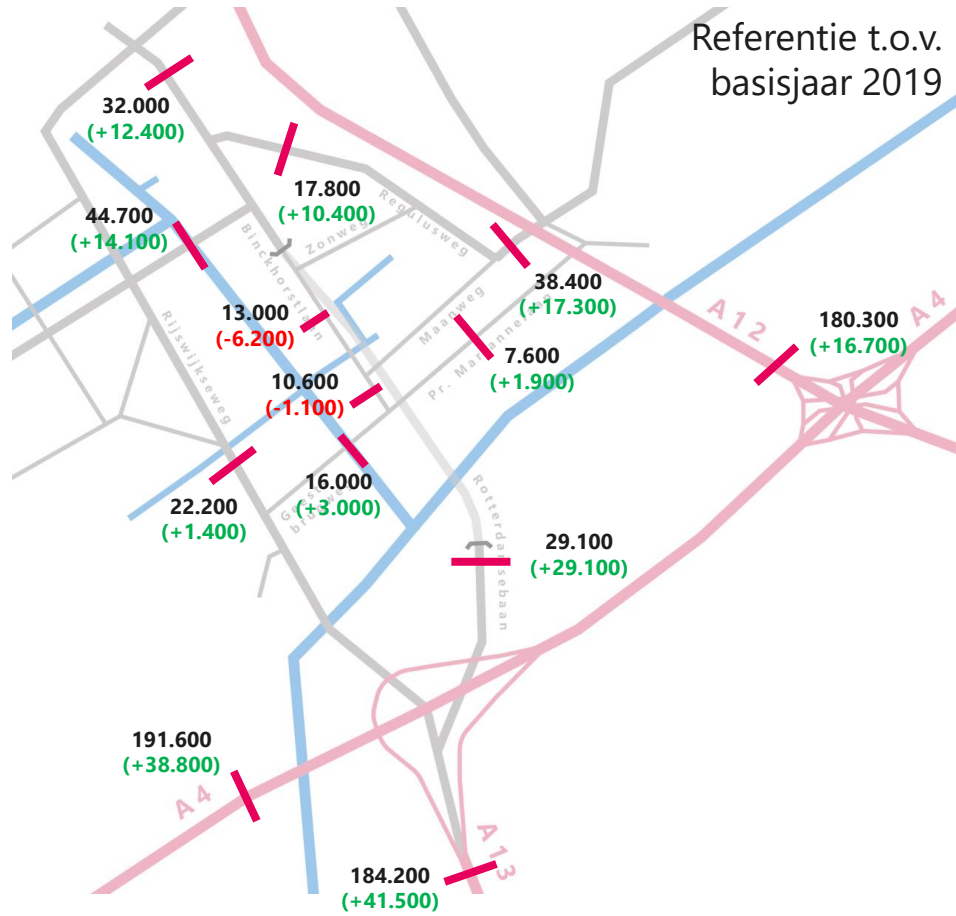 Referentie t.o.v.
basisjaar 2019
32.000
(+12.400)
17.800
(+10.400)
44.700
(+14.100)
Regulusweg
Zonweg
Binckhorstlaan
38.400
(+17.300)
13.000
(-6.200)
Maanweg
A12
A4
180.300
(+16.700)
Rijswijkseweg
7.600
(+1.900)
Pr. Mariannelaan
10.600
(-1.100)
16.000
(+3.000)
22.200
(+1.400)
Rotterdamsebaan
29.100
(+29.100)
191.600
(+38.800)
A4
A13
184.200
(+41.500)